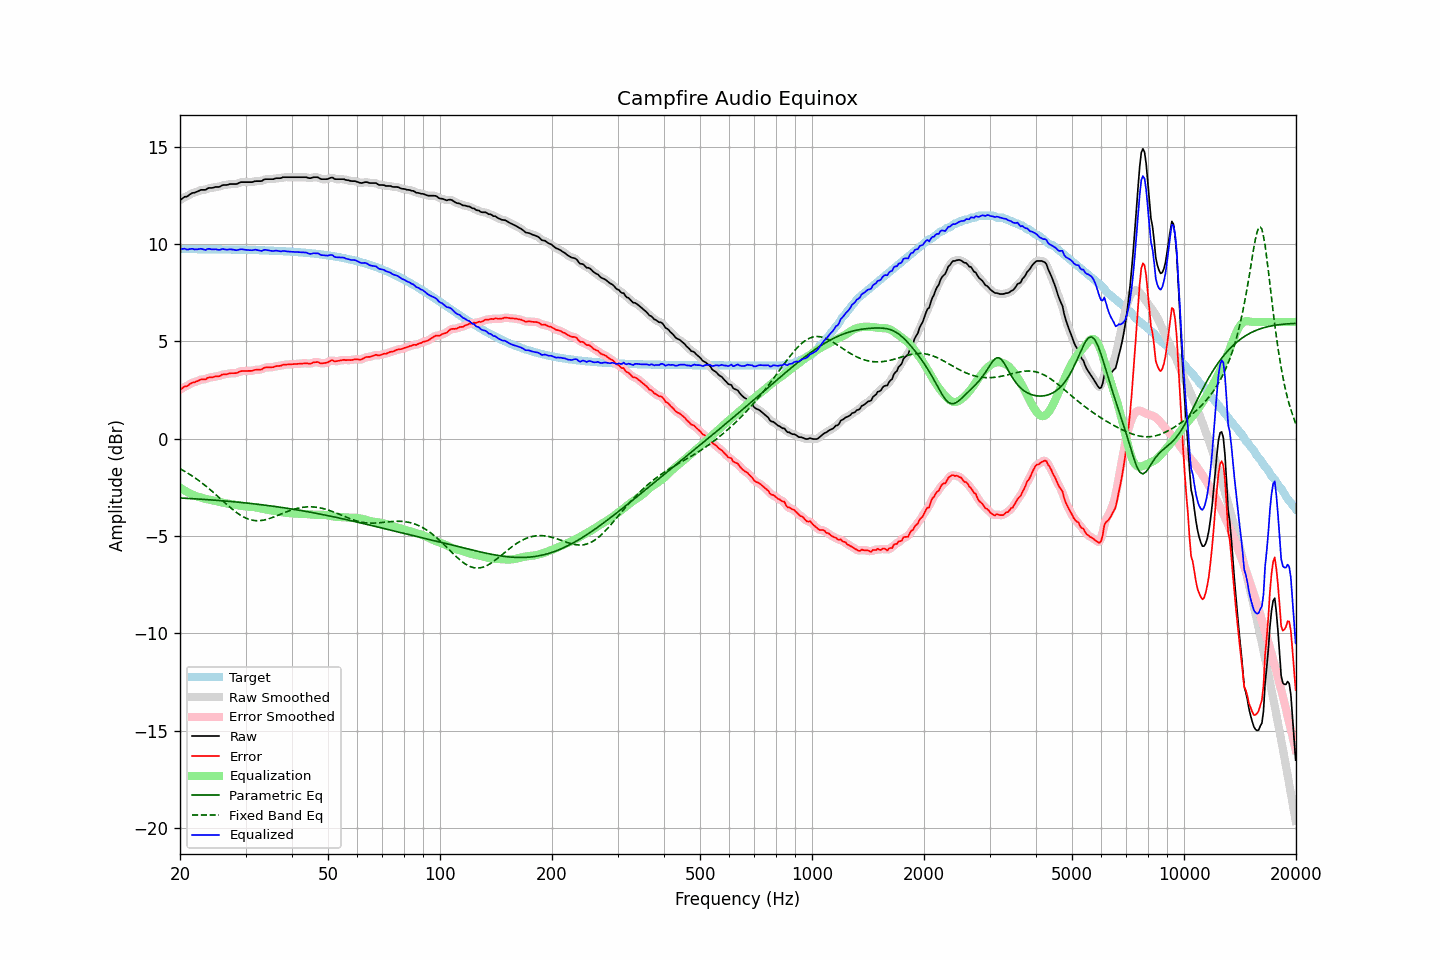 Campfire Audio Equinox
15
10
5
0
−5
−10
−15
−20
Amplitude (dBr)
Target
Raw Smoothed
Error Smoothed
Raw
Error
Equalization
Parametric Eq
Fixed Band Eq
Equalized
20 50 100 200 500 1000 2000 5000 10000 20000
Frequency (Hz)